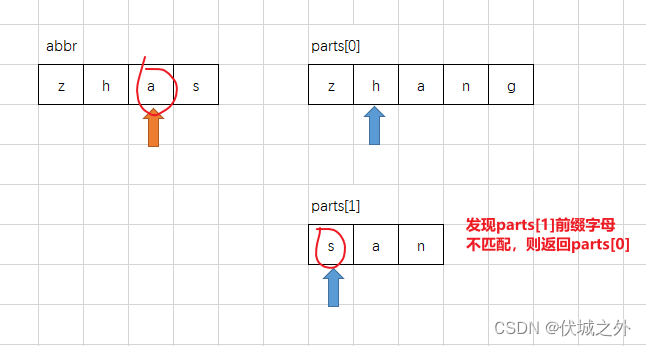 abbr
z h a s
parts[0]
z h a n g
parts[1]
s a n
发现parts[1]前缀字母
不匹配，则返回parts[0]
CSDN @伏城之外